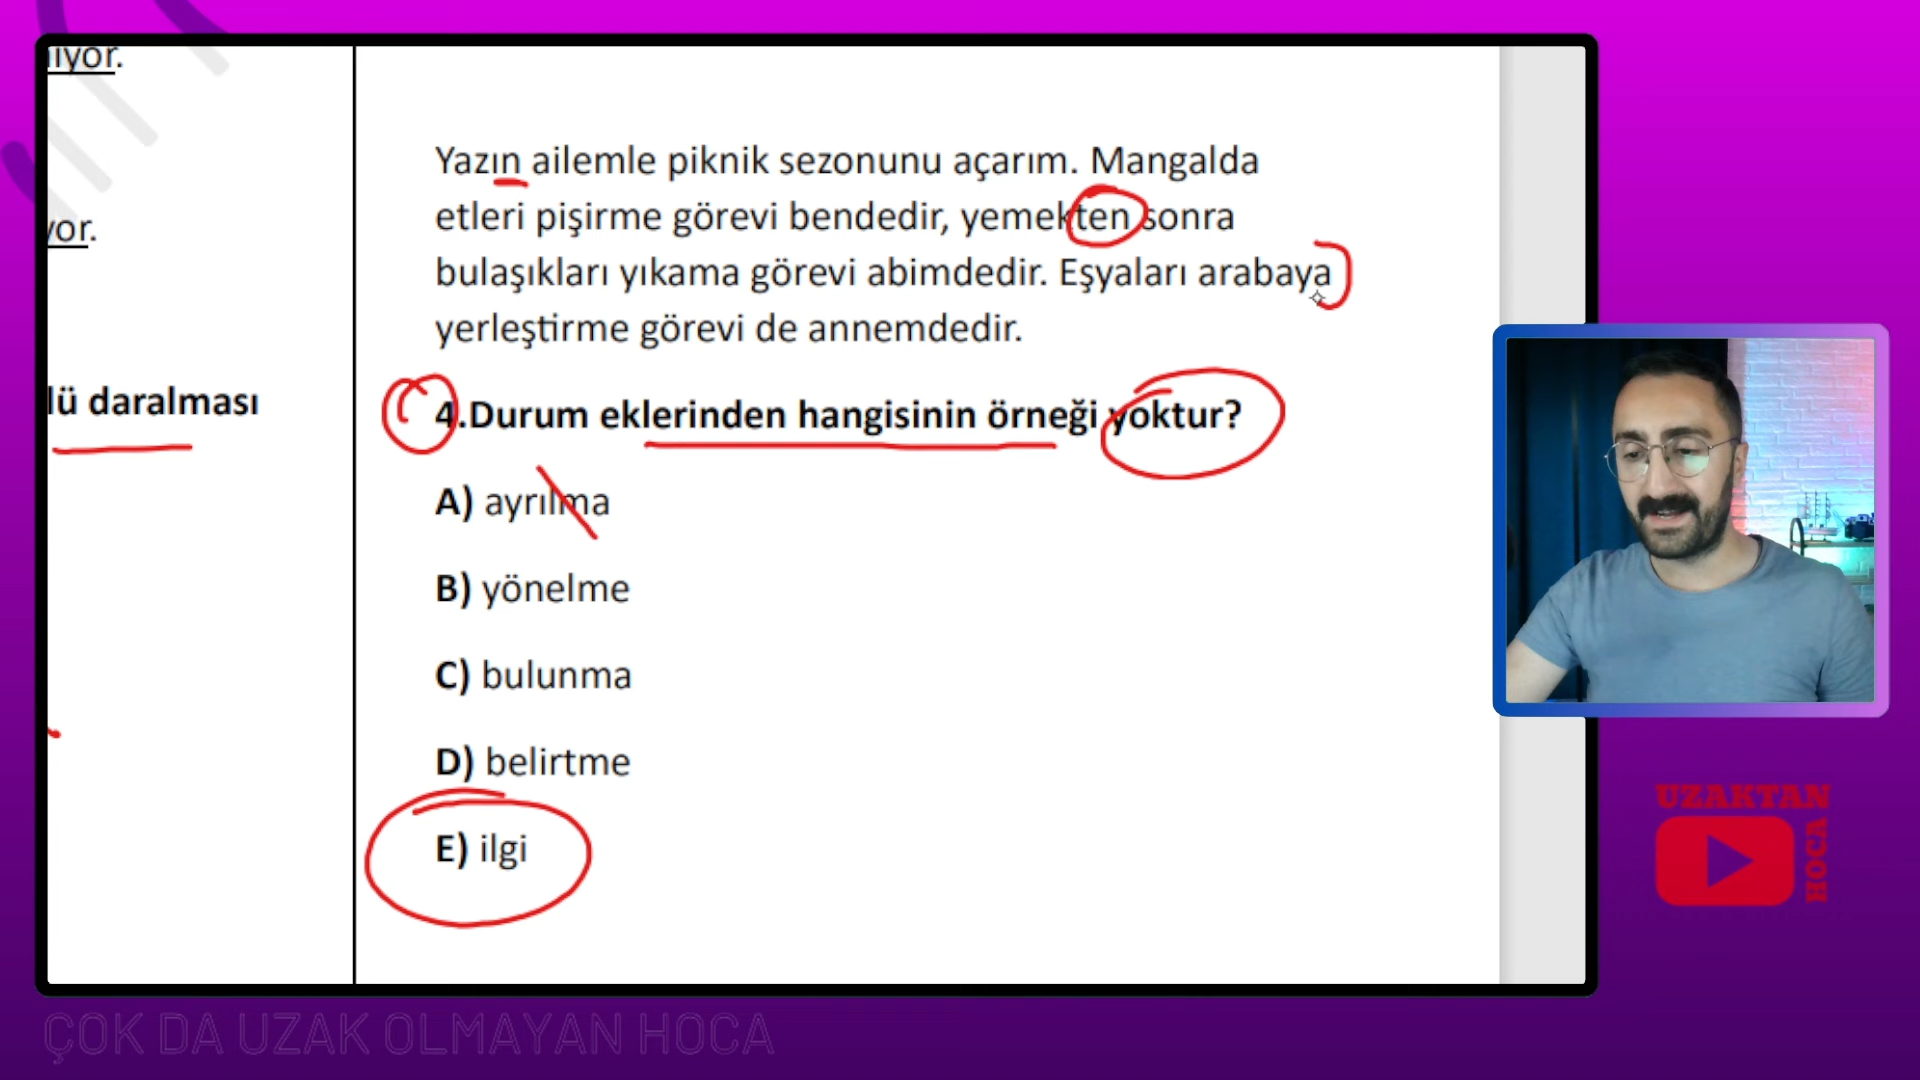 nıyor.
yor.
lü daralması
Yazın ailemle piknik sezonunu açarım. Mangalda
etleri pişirme görevi bendedir, yemekten sonra
bulaşıkları yıkama görevi abimdedir. Eşyaları arabaya
yerleştirme görevi de annemdedir.
4.Durum eklerinden hangisinin örneği yoktur?
A) ayrılma
B) yönelme
C) bulunma
D) belirtme
E) ilgi
UZAKTAN
HOCA
ÇOK DA UZAK OLMAYAN HOCA